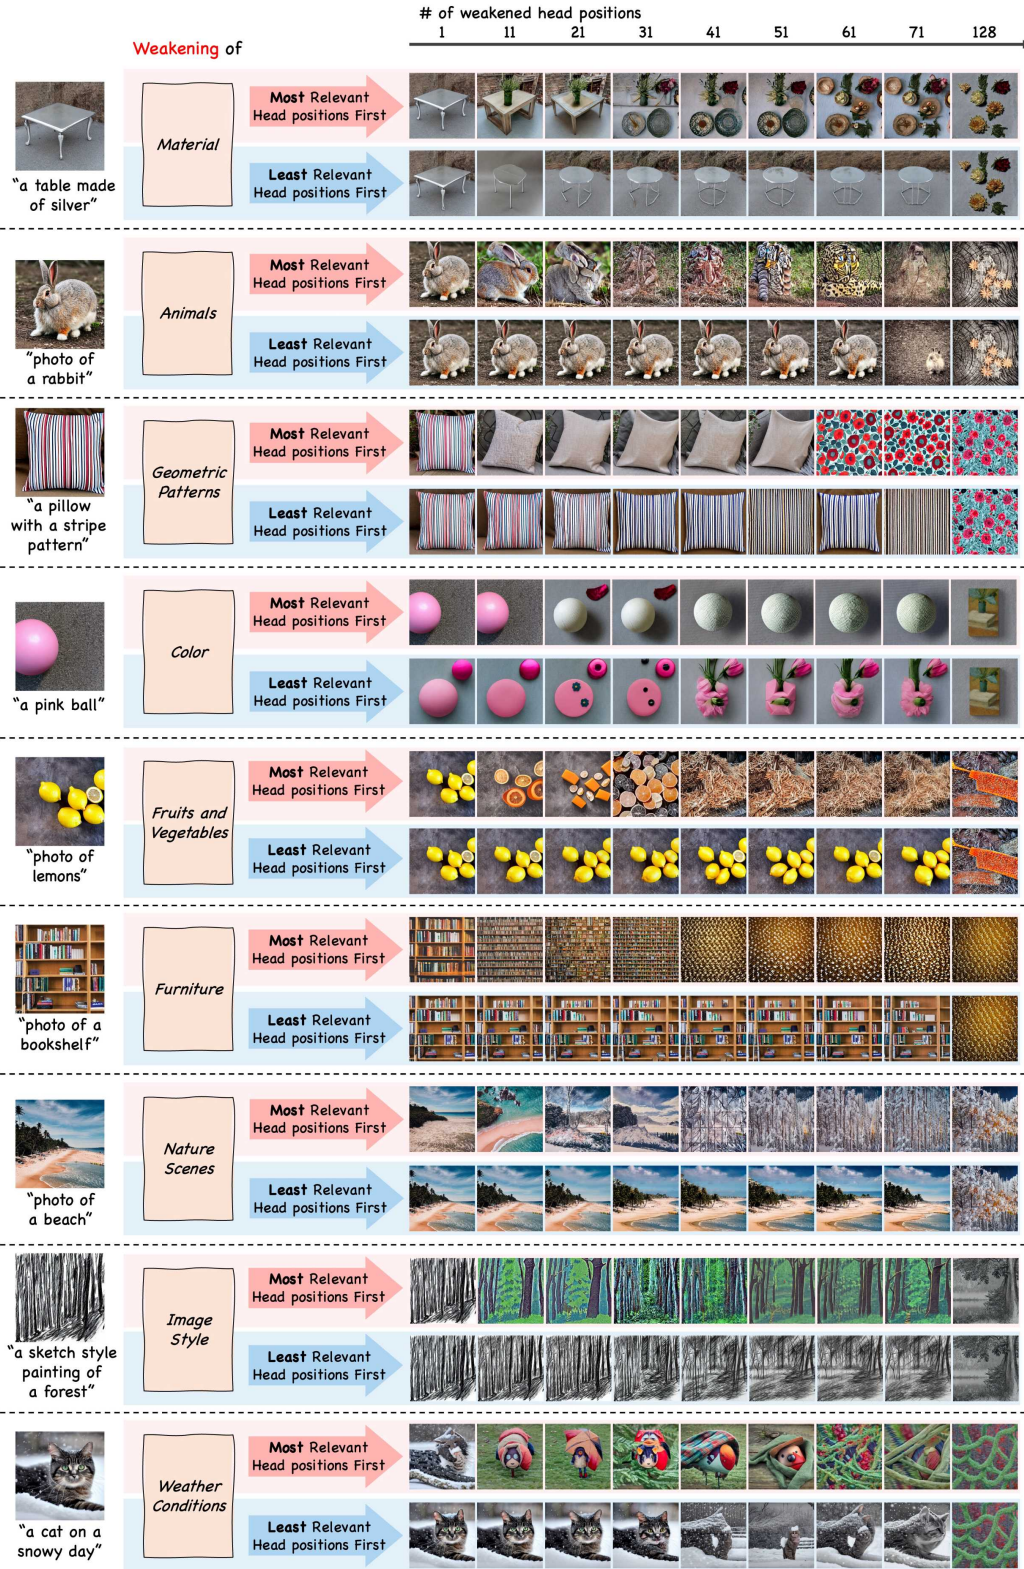 # of weakened head positions
1 11 21 31 41 51 61 71 128
Weakening of
"a table made
of silver"
Material
Most Relevant
Head positions First
Least Relevant
Head positions First
"photo of
a rabbit"
Animals
Most Relevant
Head positions First
Least Relevant
Head positions First
"a pillow
with a stripe
pattern"
Geometric
Patterns
Most Relevant
Head positions First
Least Relevant
Head positions First
"a pink ball"
Color
Most Relevant
Head positions First
Least Relevant
Head positions First
"photo of
lemons"
Fruits and
Vegetables
Most Relevant
Head positions First
Least Relevant
Head positions First
"photo of a
bookshelf"
Furniture
Most Relevant
Head positions First
Least Relevant
Head positions First
"photo of
a beach"
Nature
Scenes
Most Relevant
Head positions First
Least Relevant
Head positions First
"a sketch style
painting of
a forest"
Image
Style
Most Relevant
Head positions First
Least Relevant
Head positions First
"a cat on a
snowy day"
Weather
Conditions
Most Relevant
Head positions First
Least Relevant
Head positions First